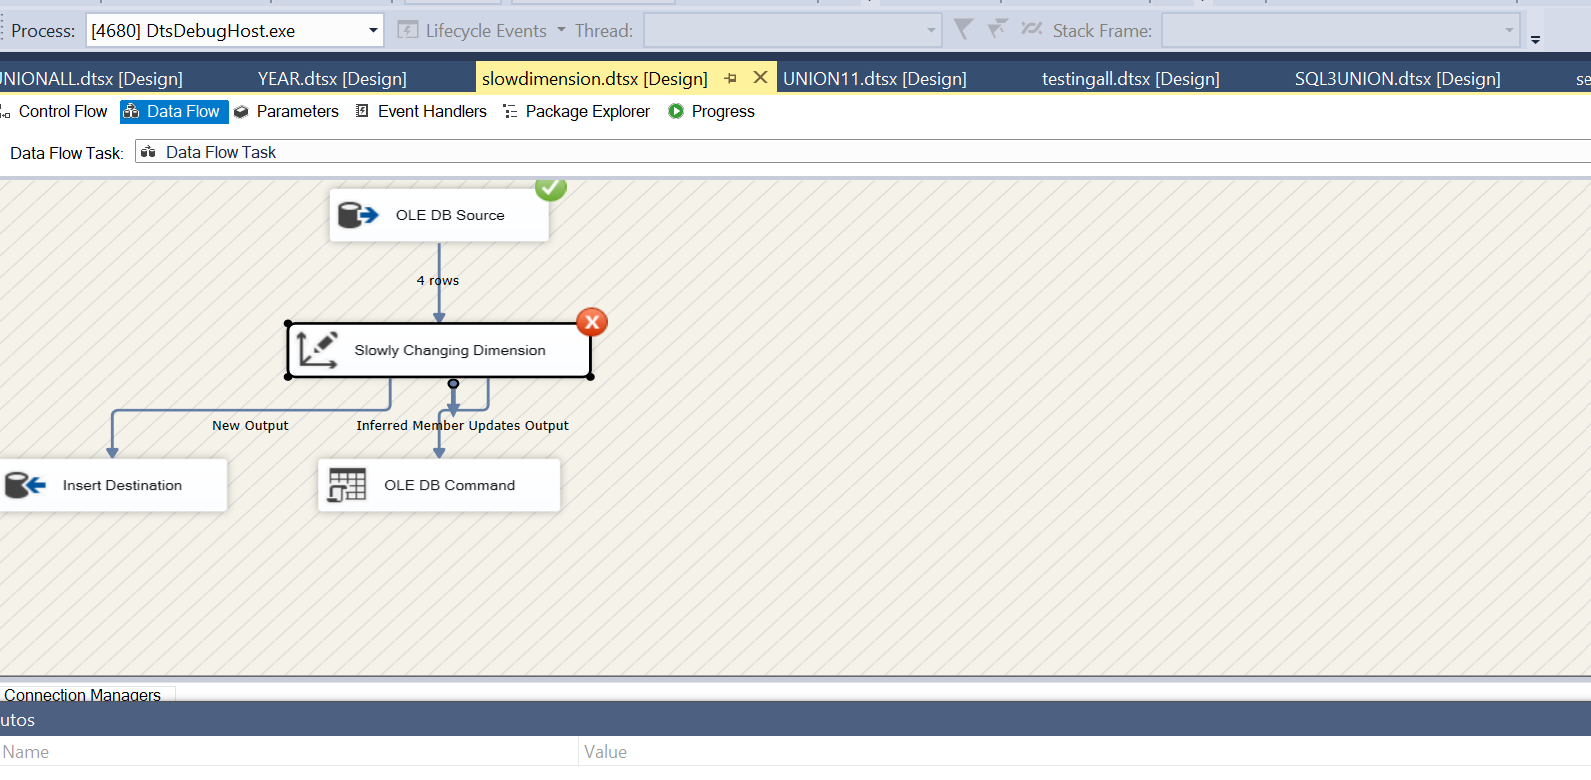 Process: [4680] DtsDebugHost.exe Lifecycle Events Thread: Stack Frame:
UNIONALL.dtsx [Design] YEAR.dtsx [Design] slowdimension.dtsx [Design] UNION11.dtsx [Design] testingall.dtsx [Design] SQL3UNION.dtsx [Design] se
Control Flow Data Flow Parameters Event Handlers Package Explorer Progress
Data Flow Task: Data Flow Task
OLE DB Source
4 rows
Slowly Changing Dimension
New Output Inferred Member Updates Output
Insert Destination OLE DB Command
Connection Managers
utos
Name Value